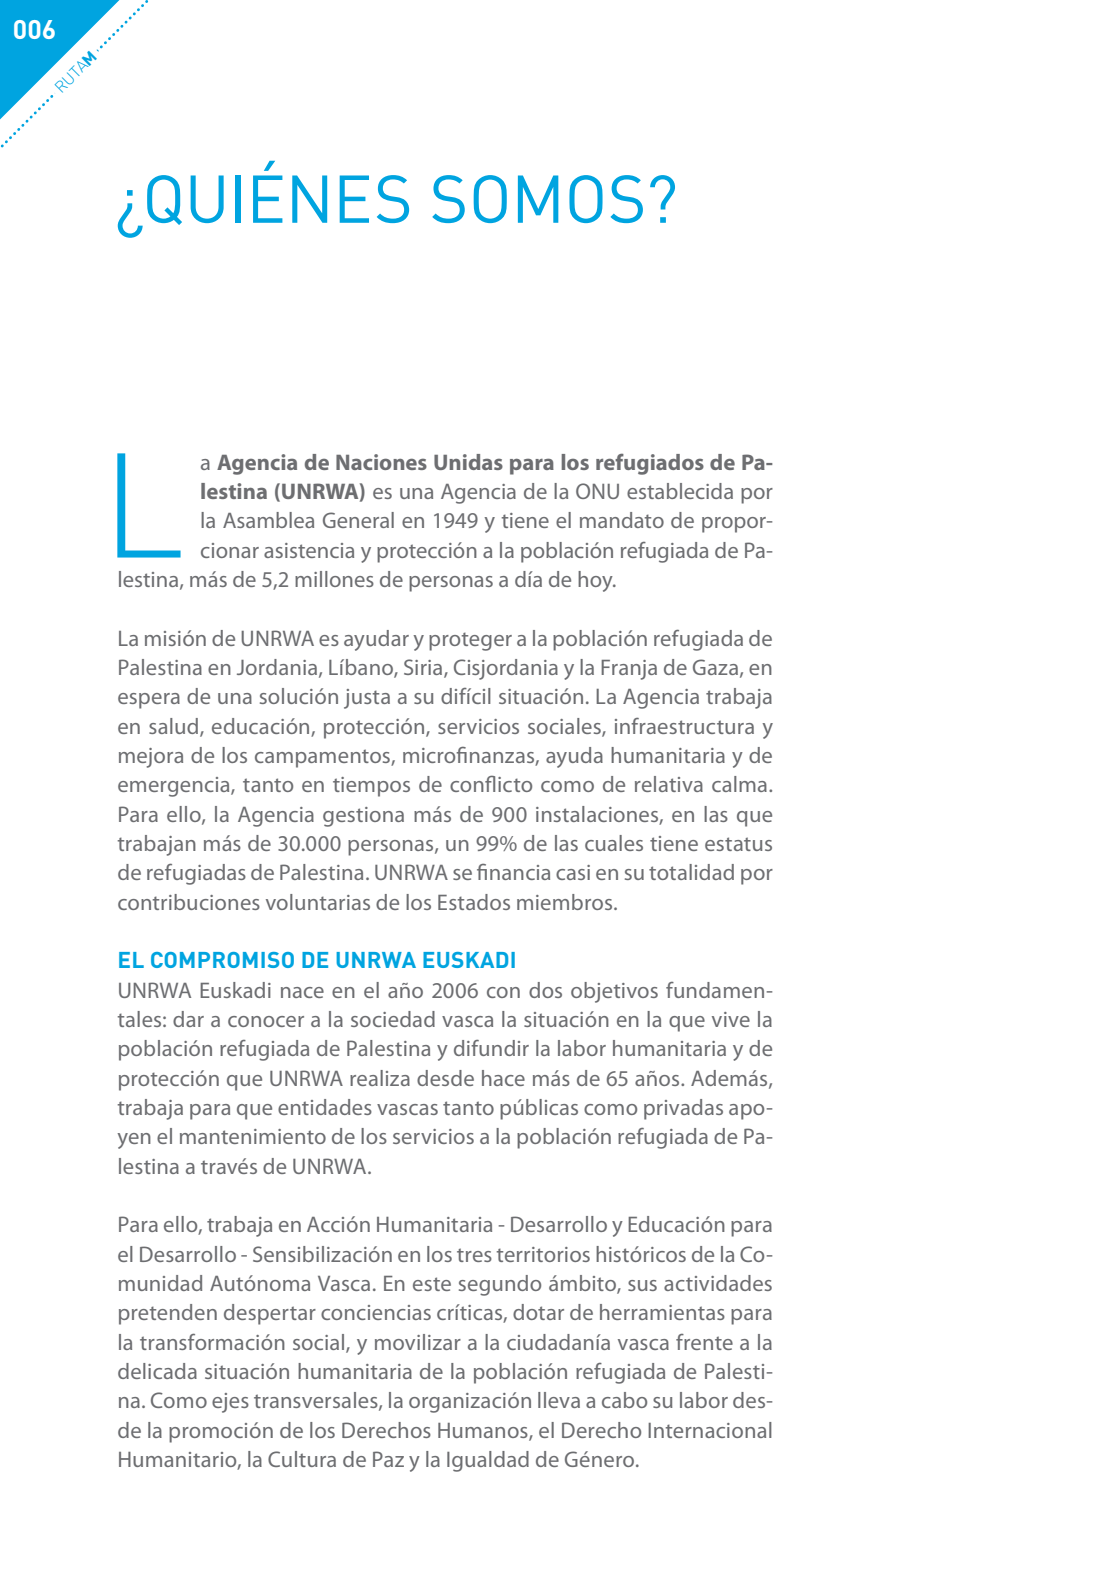 006
RUTAM
¿QUIÉNES SOMOS?
La Agencia de Naciones Unidas para los refugiados de Pa-
lestina (UNRWA) es una Agencia de la ONU establecida por
la Asamblea General en 1949 y tiene el mandato de propor-
cionar asistencia y protección a la población refugiada de Pa-
lestina, más de 5,2 millones de personas a día de hoy.
La misión de UNRWA es ayudar y proteger a la población refugiada de
Palestina en Jordania, Líbano, Siria, Cisjordania y la Franja de Gaza, en
espera de una solución justa a su difícil situación. La Agencia trabaja
en salud, educación, protección, servicios sociales, infraestructura y
mejora de los campamentos, microfinanzas, ayuda humanitaria y de
emergencia, tanto en tiempos de conflicto como de relativa calma.
Para ello, la Agencia gestiona más de 900 instalaciones, en las que
trabajan más de 30.000 personas, un 99% de las cuales tiene estatus
de refugiadas de Palestina. UNRWA se financia casi en su totalidad por
contribuciones voluntarias de los Estados miembros.
EL COMPROMISO DE UNRWA EUSKADI
UNRWA Euskadi nace en el año 2006 con dos objetivos fundamen-
tales: dar a conocer a la sociedad vasca la situación en la que vive la
población refugiada de Palestina y difundir la labor humanitaria y de
protección que UNRWA realiza desde hace más de 65 años. Además,
trabaja para que entidades vascas tanto públicas como privadas apo-
yen el mantenimiento de los servicios a la población refugiada de Pa-
lestina a través de UNRWA.
Para ello, trabaja en Acción Humanitaria - Desarrollo y Educación para
el Desarrollo - Sensibilización en los tres territorios históricos de la Co-
munidad Autónoma Vasca. En este segundo ámbito, sus actividades
pretenden despertar conciencias críticas, dotar de herramientas para
la transformación social, y movilizar a la ciudadanía vasca frente a la
delicada situación humanitaria de la población refugiada de Palesti-
na. Como ejes transversales, la organización lleva a cabo su labor des-
de la promoción de los Derechos Humanos, el Derecho Internacional
Humanitario, la Cultura de Paz y la Igualdad de Género.